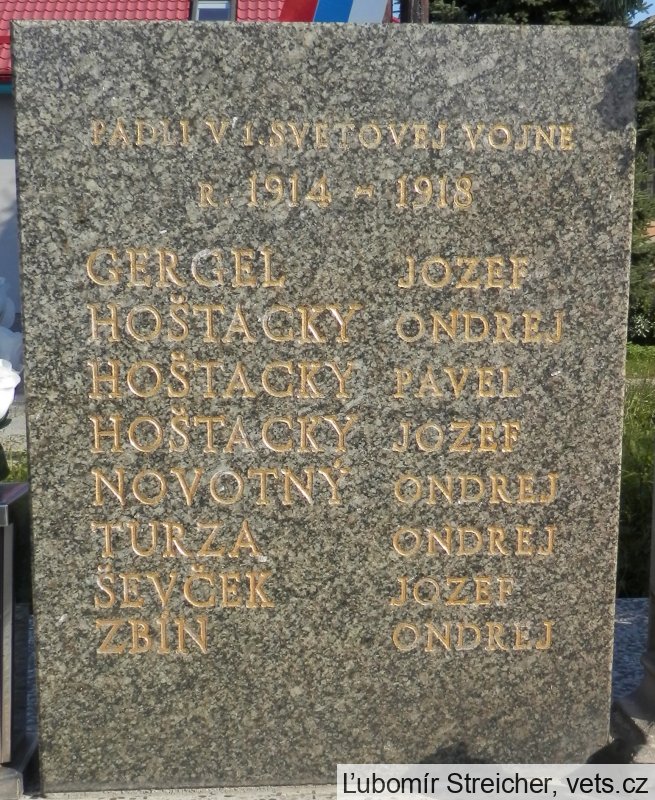 PADLI V 1. SVETOVEJ VOJNE
R. 1914 - 1918
GERGEL JOZEF
HOŠTACKY ONDREJ
HOŠTACKY PAVEL
HOŠTACKY JOZEF
NOVOTNÝ ONDREJ
TURZA ONDREJ
ŠEVČEK JOZEF
ZBÍN ONDREJ
Ľubomír Streicher, vets.cz